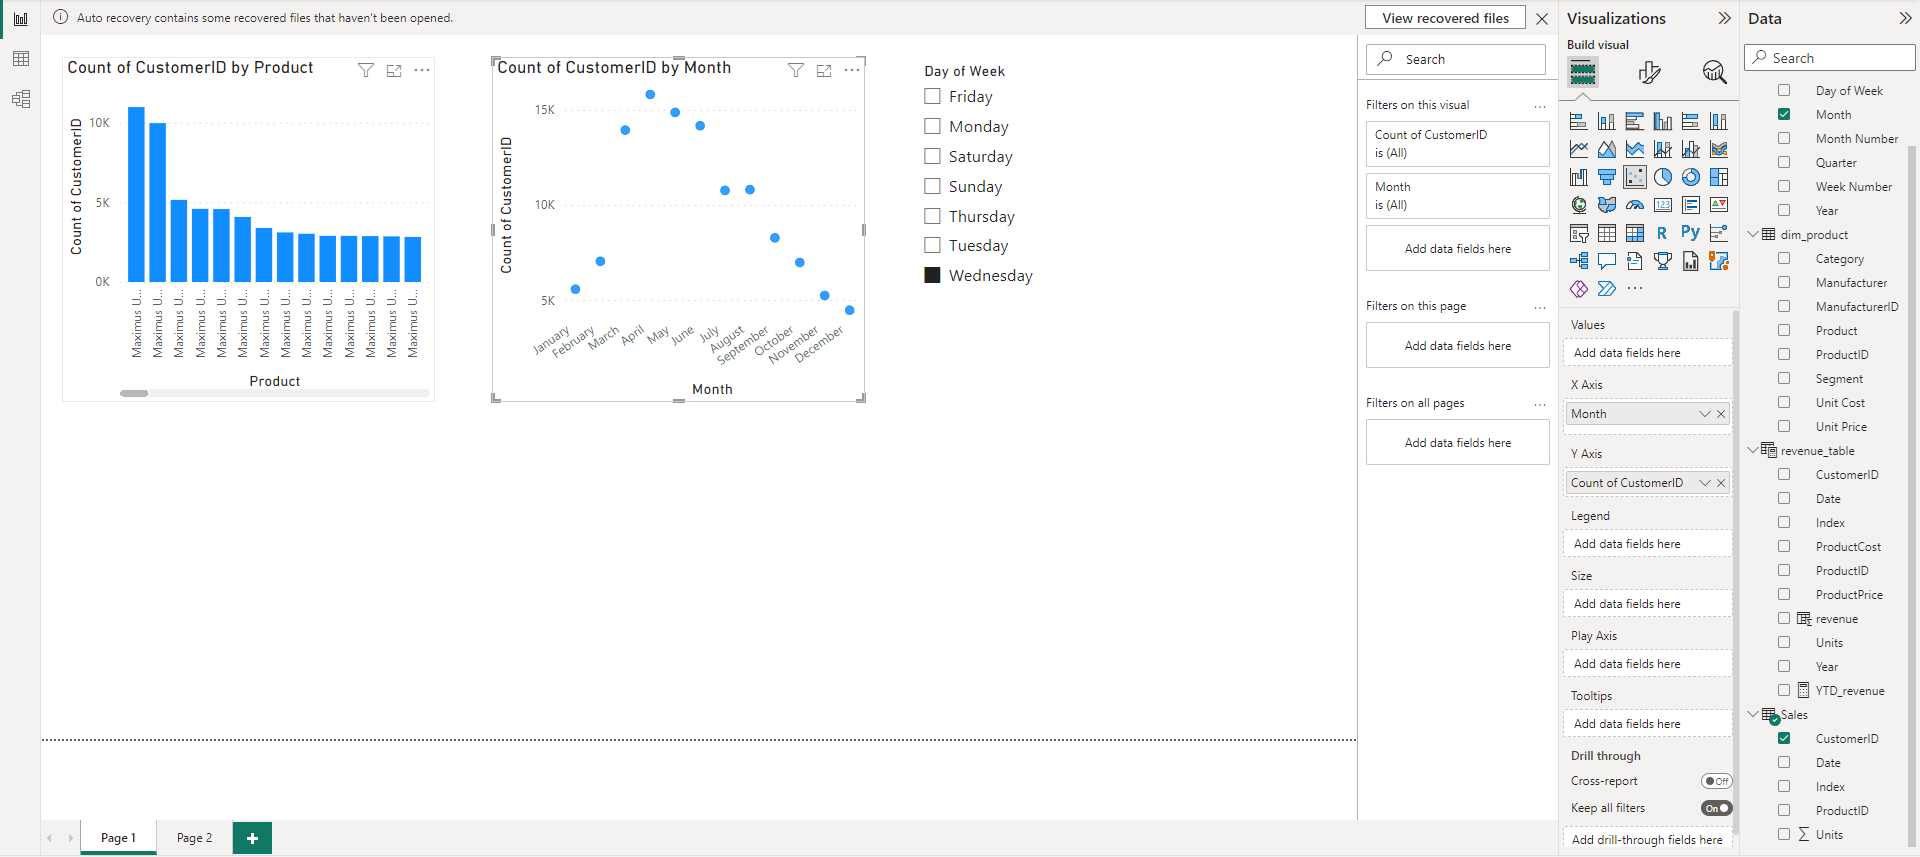 Auto recovery contains some recovered files that haven't been opened.
View recovered files
Count of CustomerID by Product
Count of CustomerID
10K
5K
0K
Maximus U...
Maximus U...
Maximus U...
Maximus U...
Maximus U...
Maximus U...
Maximus U...
Maximus U...
Maximus U...
Maximus U...
Maximus U...
Maximus U...
Maximus U...
Maximus U...
Product
Count of CustomerID by Month
Count of CustomerID
15K
10K
5K
January
February
March
April
May
June
July
August
September
October
November
December
Month
Day of Week
Friday
Monday
Saturday
Sunday
Thursday
Tuesday
Wednesday
Search
Filters on this visual
Count of CustomerID
is (All)
Month
is (All)
Add data fields here
Filters on this page
Add data fields here
Filters on all pages
Add data fields here
Visualizations
Build visual
123
R
Py
Values
Add data fields here
X Axis
Month
Y Axis
Count of CustomerID
Legend
Add data fields here
Size
Add data fields here
Play Axis
Add data fields here
Tooltips
Add data fields here
Drill through
Cross-report
Off
Keep all filters
On
Add drill-through fields here
Data
Search
Day of Week
Month
Month Number
Quarter
Week Number
Year
dim_product
Category
Manufacturer
ManufacturerID
Product
ProductID
Segment
Unit Cost
Unit Price
revenue_table
CustomerID
Date
Index
ProductCost
ProductID
ProductPrice
revenue
Units
Year
YTD_revenue
Sales
CustomerID
Date
Index
ProductID
Units
Page 1
Page 2